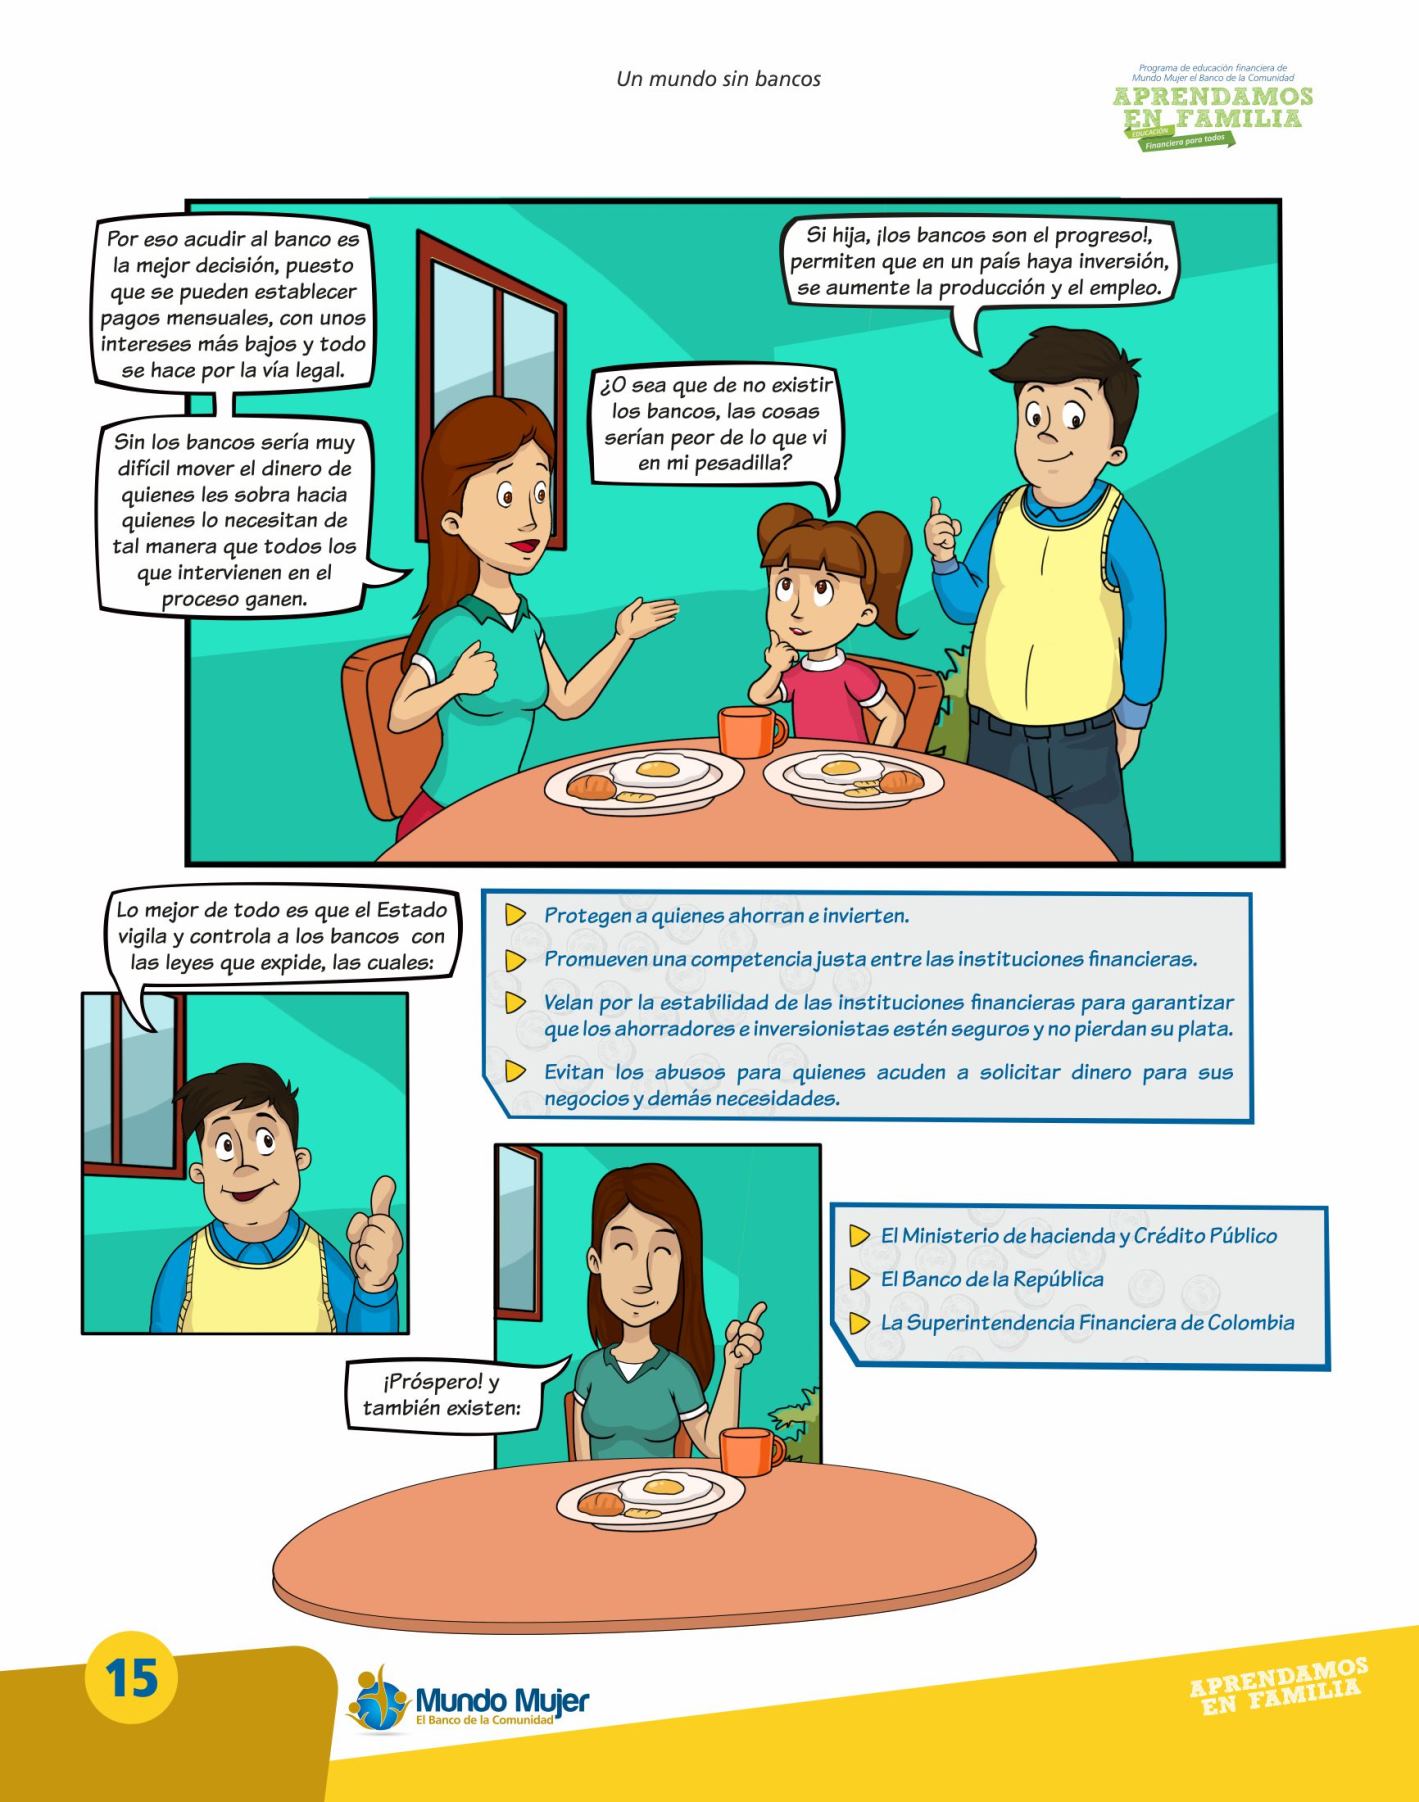 Un mundo sin bancos
Programa de educación financiera de
Mundo Mujer el Banco de la Comunidad
APRENDAMOS
EN FAMILIA
EDUCACIÓN
Financiera para todos
Por eso acudir al banco es
la mejor decisión, puesto
que se pueden establecer
pagos mensuales, con unos
intereses más bajos y todo
se hace por la vía legal.
Sin los bancos sería muy
difícil mover el dinero de
quienes les sobra hacia
quienes lo necesitan de
tal manera que todos los
que intervienen en el
proceso ganen.
¿O sea que de no existir
los bancos, las cosas
serían peor de lo que vi
en mi pesadilla?
Si hija, ¡los bancos son el progreso!,
permiten que en un país haya inversión,
se aumente la producción y el empleo.
Lo mejor de todo es que el Estado
vigila y controla a los bancos con
las leyes que expide, las cuales:
Protegen a quienes ahorran e invierten.
Promueven una competencia justa entre las instituciones financieras.
Velan por la estabilidad de las instituciones financieras para garantizar
que los ahorradores e inversionistas estén seguros y no pierdan su plata.
Evitan los abusos para quienes acuden a solicitar dinero para sus
negocios y demás necesidades.
¡Próspero! y
también existen:
El Ministerio de hacienda y Crédito Público
El Banco de la República
La Superintendencia Financiera de Colombia
15
Mundo Mujer
El Banco de la Comunidad
APRENDAMOS
EN FAMILIA